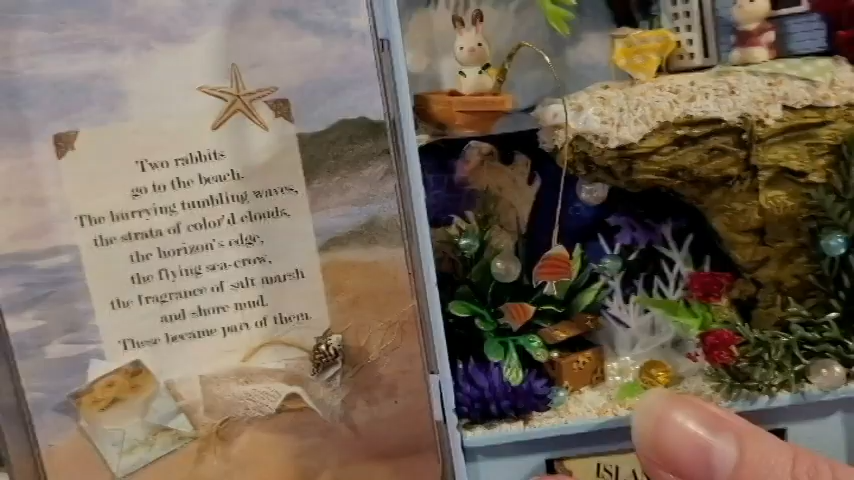 Two rabbits
go to the beach.
The hurrying tumbling waves,
the strata of color'd clouds,
the horizon's edge,
the flying sea-crow,
the fragrance of salt marsh
and shore mud.
These became part of them.